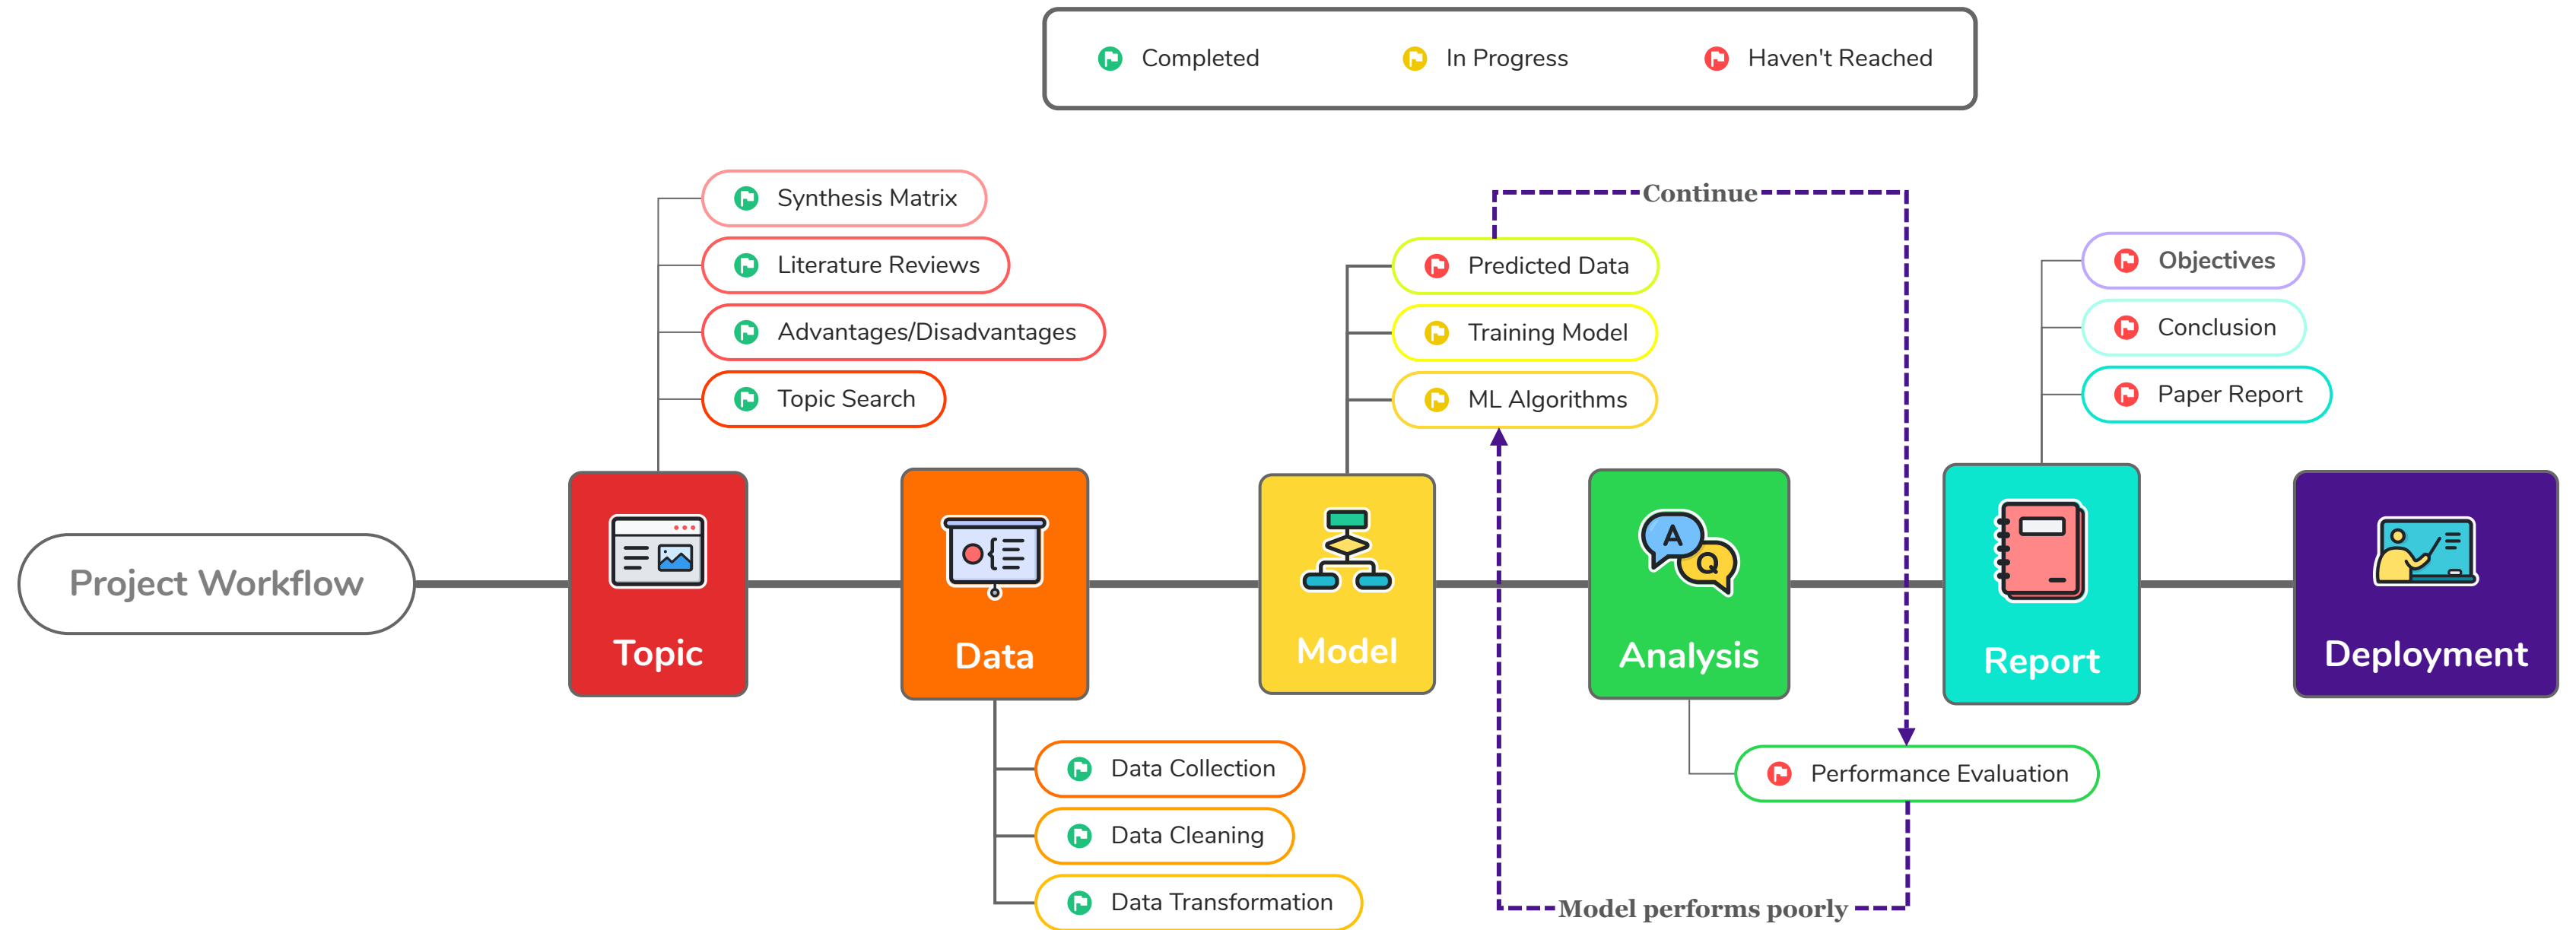 Completed
In Progress
Haven't Reached
Synthesis Matrix
Literature Reviews
Advantages/Disadvantages
Topic Search
Continue
Predicted Data
Training Model
ML Algorithms
Objectives
Conclusion
Paper Report
Project Workflow
Topic
Data
Model
A
Q
Analysis
Report
Deployment
Data Collection
Data Cleaning
Data Transformation
Performance Evaluation
Model performs poorly